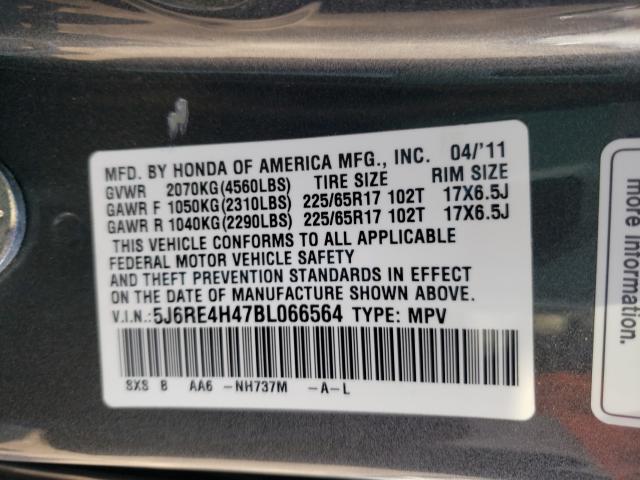 MFD. BY HONDA OF AMERICA MFG., INC. 04/'11
GVWR 2070KG(4560LBS) TIRE SIZE RIM SIZE
GAWR F 1050KG(2310LBS) 225/65R17 102T 17X6.5J
GAWR R 1040KG(2290LBS) 225/65R17 102T 17X6.5J
THIS VEHICLE CONFORMS TO ALL APPLICABLE
FEDERAL MOTOR VEHICLE SAFETY
AND THEFT PREVENTION STANDARDS IN EFFECT
ON THE DATE OF MANUFACTURE SHOWN ABOVE.
V.I.N.:5J6RE4H47BL066564 TYPE: MPV
SXS B AA6 -NH737M -A-L
more information.